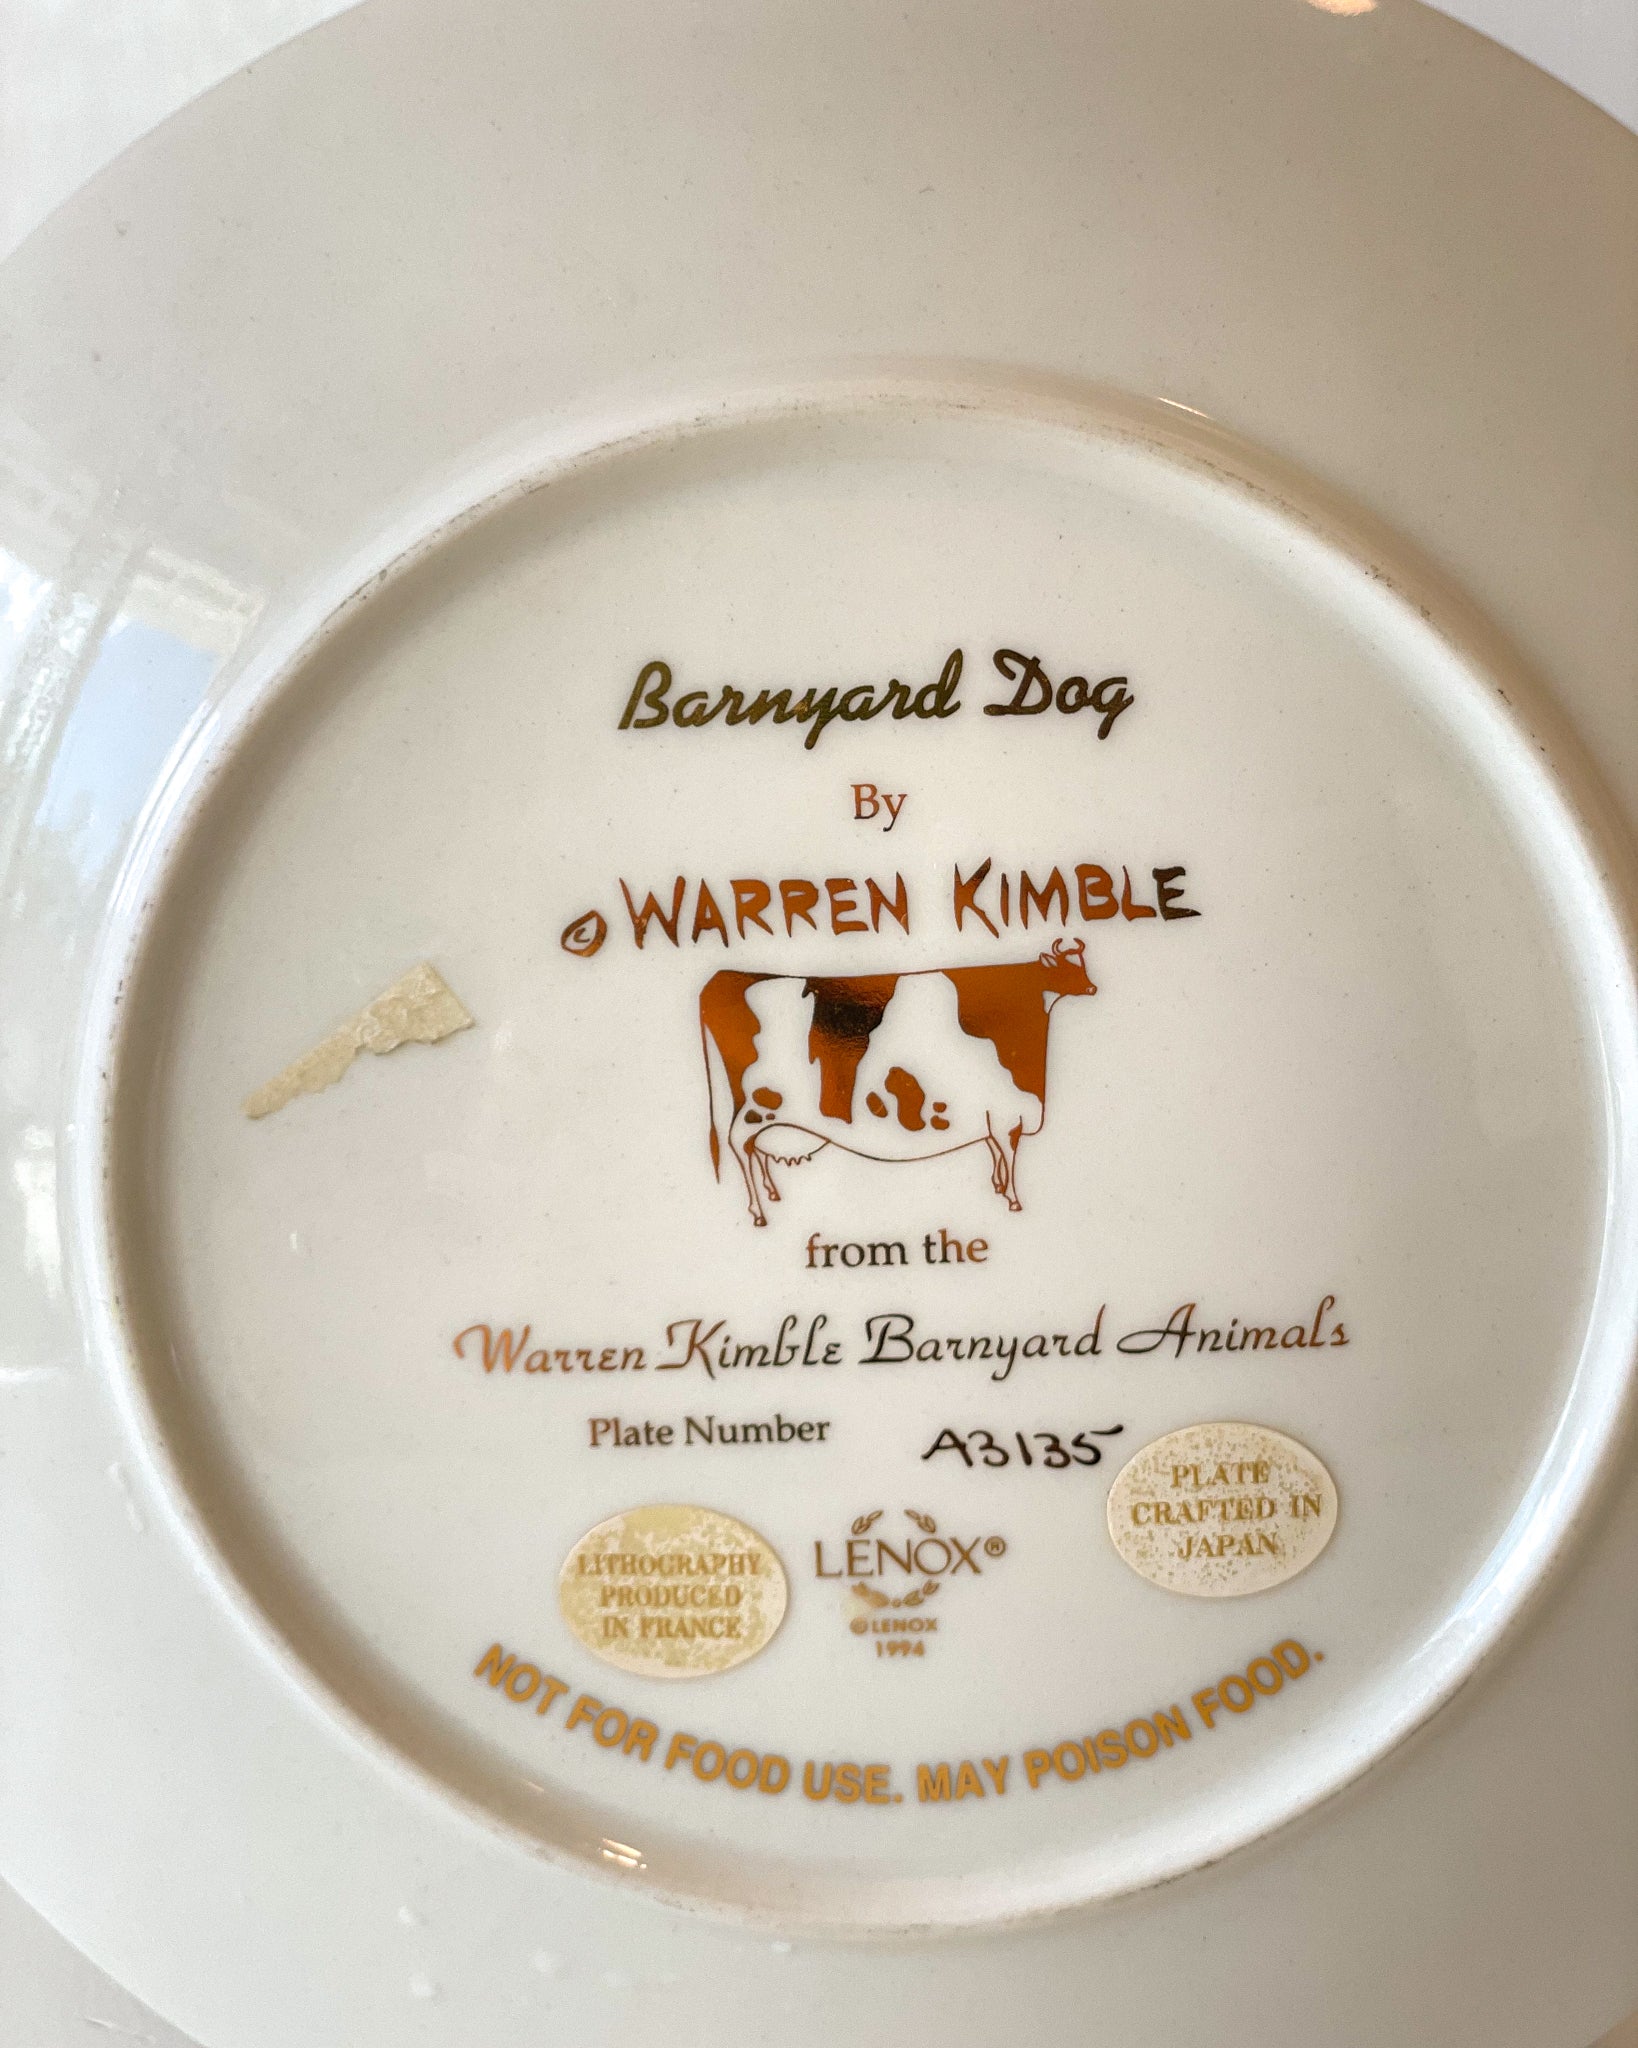 Barnyard Dog
By
© WARREN KIMBLE
from the
Warren Kimble Barnyard Animals
Plate Number A3135
PLATE
CRAFTED IN
JAPAN
LITHOGRAPHY
PRODUCED
IN FRANCE
LENOX®
© LENOX
1994
NOT FOR FOOD USE. MAY POISON FOOD.